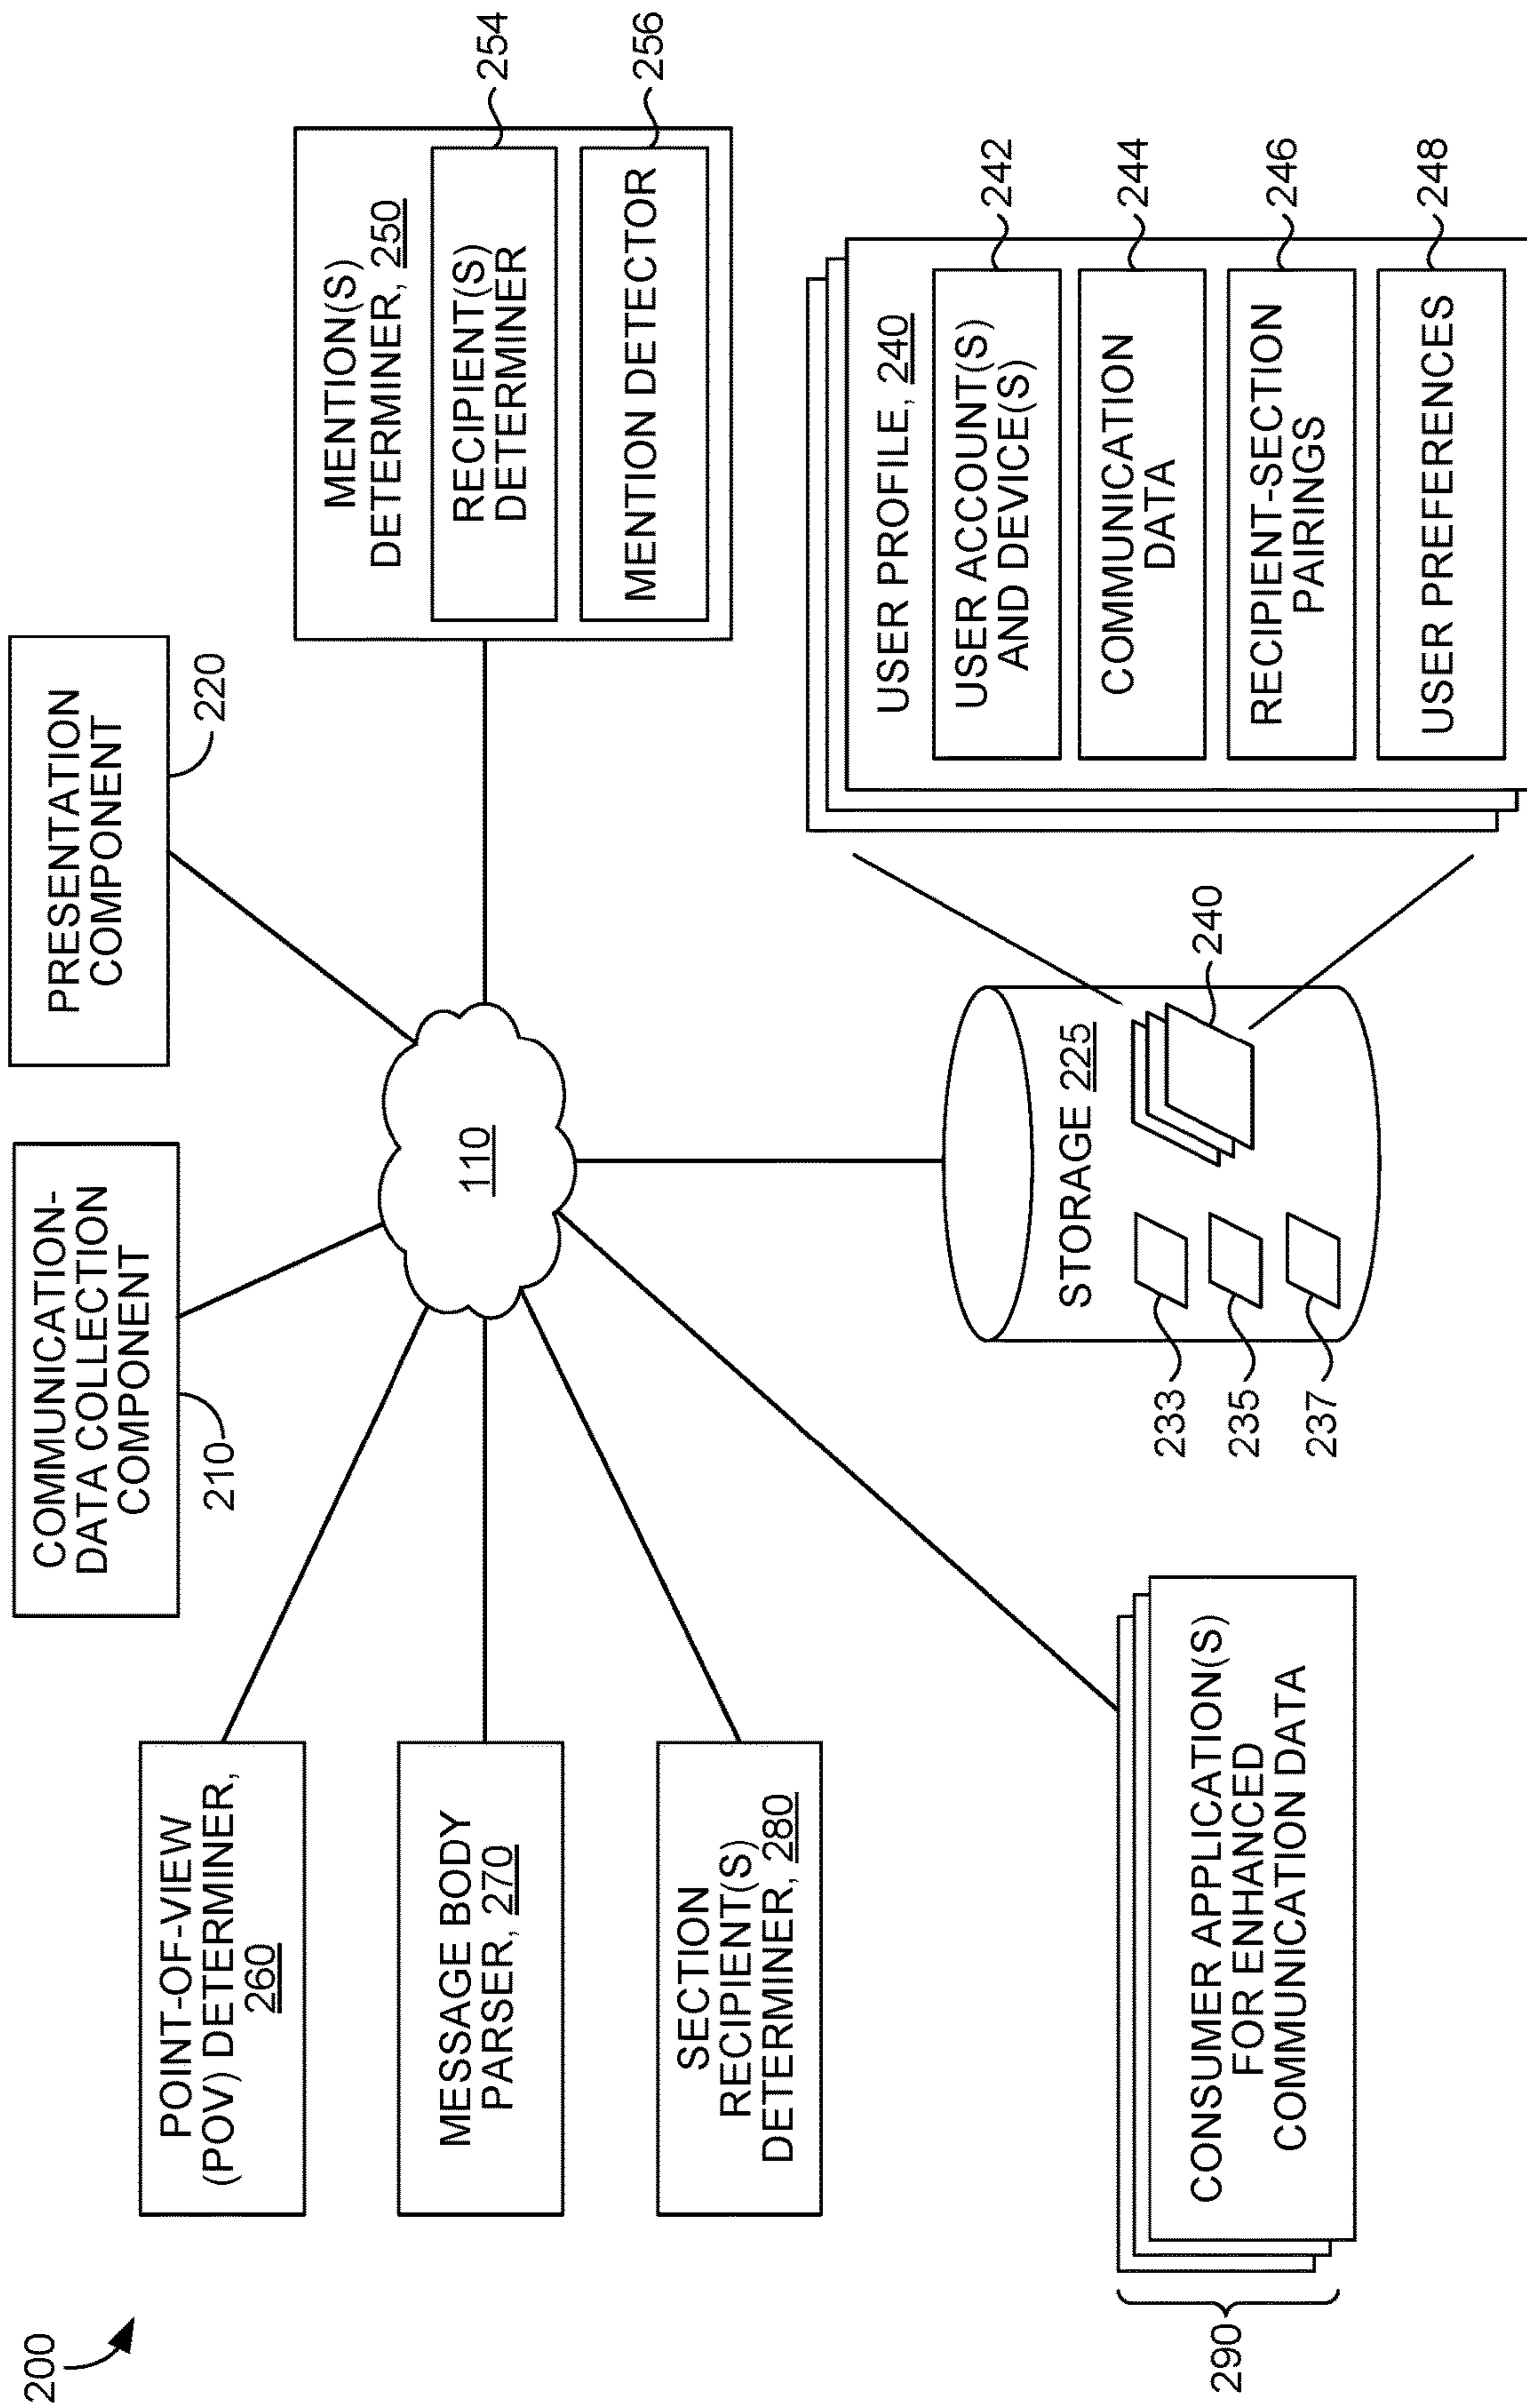 200
COMMUNICATION-
DATA COLLECTION
COMPONENT
210
PRESENTATION
COMPONENT
220
POINT-OF-VIEW
(POV) DETERMINER,
260
MESSAGE BODY
PARSER, 270
SECTION
RECIPIENT(S)
DETERMINER, 280
110
MENTION(S)
DETERMINER, 250
RECIPIENT(S)
DETERMINER
254
MENTION DETECTOR
256
CONSUMER APPLICATION(S)
FOR ENHANCED
COMMUNICATION DATA
290
STORAGE 225
233
235
237
240
USER PROFILE, 240
USER ACCOUNT(S)
AND DEVICE(S)
242
COMMUNICATION
DATA
244
RECIPIENT-SECTION
PAIRINGS
246
USER PREFERENCES
248